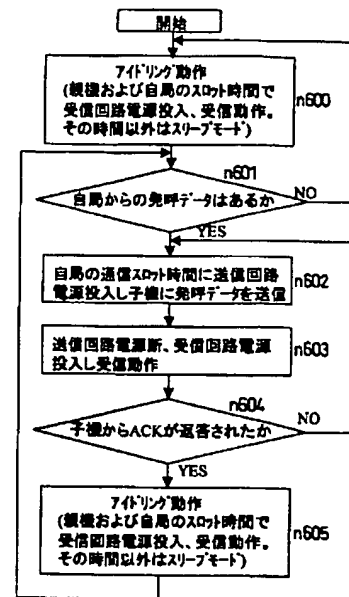 開始
アイドリング動作
(親機および自局のスロット時間で
受信回路電源投入、受信動作。
その時間以外はスリープモード)
n600
n601
自局からの発呼データはあるか
NO
YES
自局の通信スロット時間に送信回路
電源投入し子機に発呼データを送信
n602
送信回路電源断、受信回路電源
投入し受信動作
n603
n604
子機からACKが返答されたか
NO
YES
アイドリング動作
(親機および自局のスロット時間で
受信回路電源投入、受信動作。
その時間以外はスリープモード)
n605